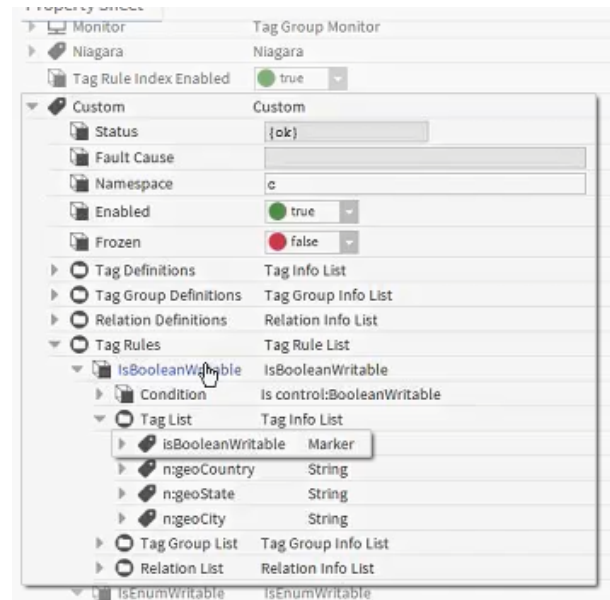 Property Sheet
Monitor Tag Group Monitor
Niagara Niagara
Tag Rule Index Enabled true
Custom Custom
Status {ok}
Fault Cause
Namespace c
Enabled true
Frozen false
Tag Definitions Tag Info List
Tag Group Definitions Tag Group Info List
Relation Definitions Relation Info List
Tag Rules Tag Rule List
IsBooleanWritable IsBooleanWritable
Condition Is control:BooleanWritable
Tag List Tag Info List
isBooleanWritable Marker
n:geoCountry String
n:geoState String
n:geoCity String
Tag Group List Tag Group Info List
Relation List Relation Info List
IsEnumWritable IsEnumWritable